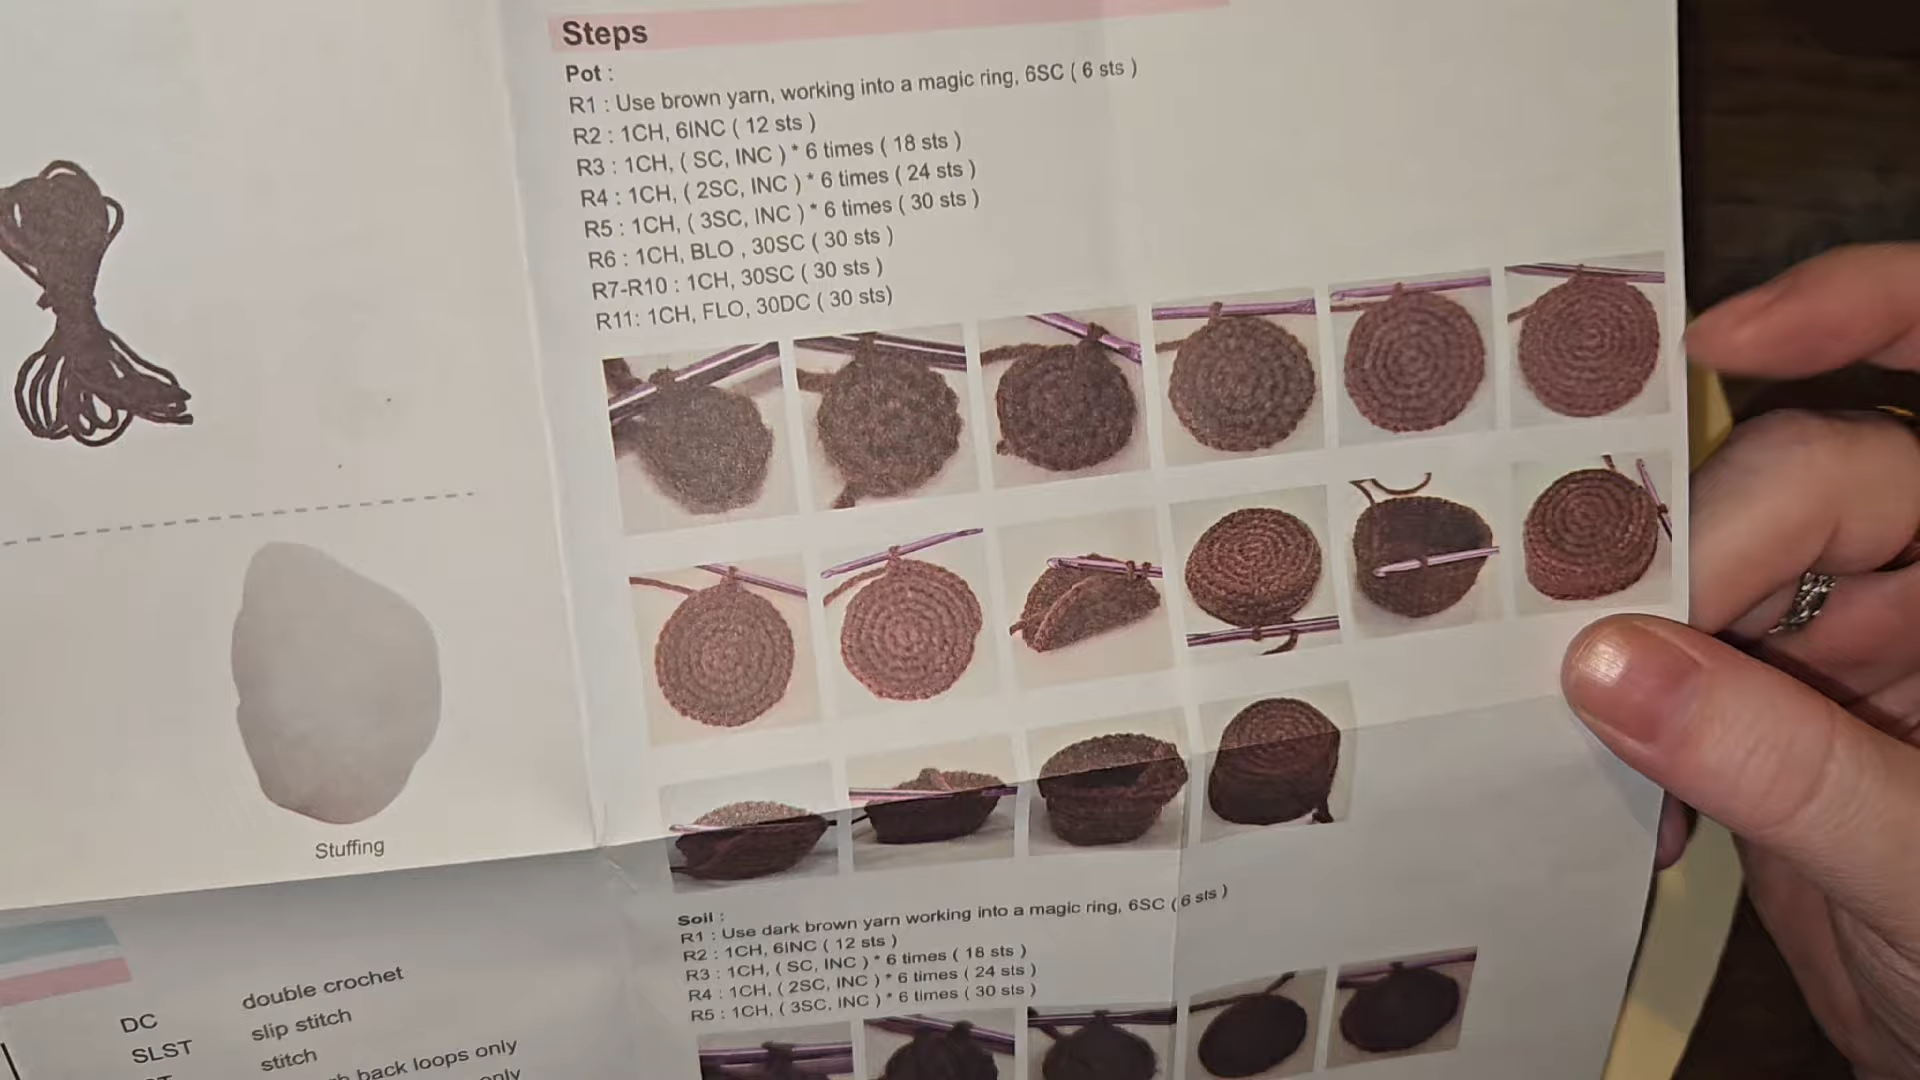 Steps
Pot :
R1 : Use brown yarn, working into a magic ring, 6SC ( 6 sts )
R2 : 1CH, 6INC ( 12 sts )
R3 : 1CH, ( SC, INC ) * 6 times ( 18 sts )
R4 : 1CH, ( 2SC, INC ) * 6 times ( 24 sts )
R5 : 1CH, ( 3SC, INC ) * 6 times ( 30 sts )
R6 : 1CH, BLO , 30SC ( 30 sts )
R7-R10 : 1CH, 30SC ( 30 sts )
R11: 1CH, FLO, 30DC ( 30 sts)
Stuffing
Soil :
R1 : Use dark brown yarn working into a magic ring, 6SC ( 6 sts )
R2 : 1CH, 6INC ( 12 sts )
R3 : 1CH, ( SC, INC ) * 6 times ( 18 sts )
R4 : 1CH, ( 2SC, INC ) * 6 times ( 24 sts )
R5 : 1CH, ( 3SC, INC ) * 6 times ( 30 sts )
DC double crochet
SLST slip stitch
stitch
back loops only
only